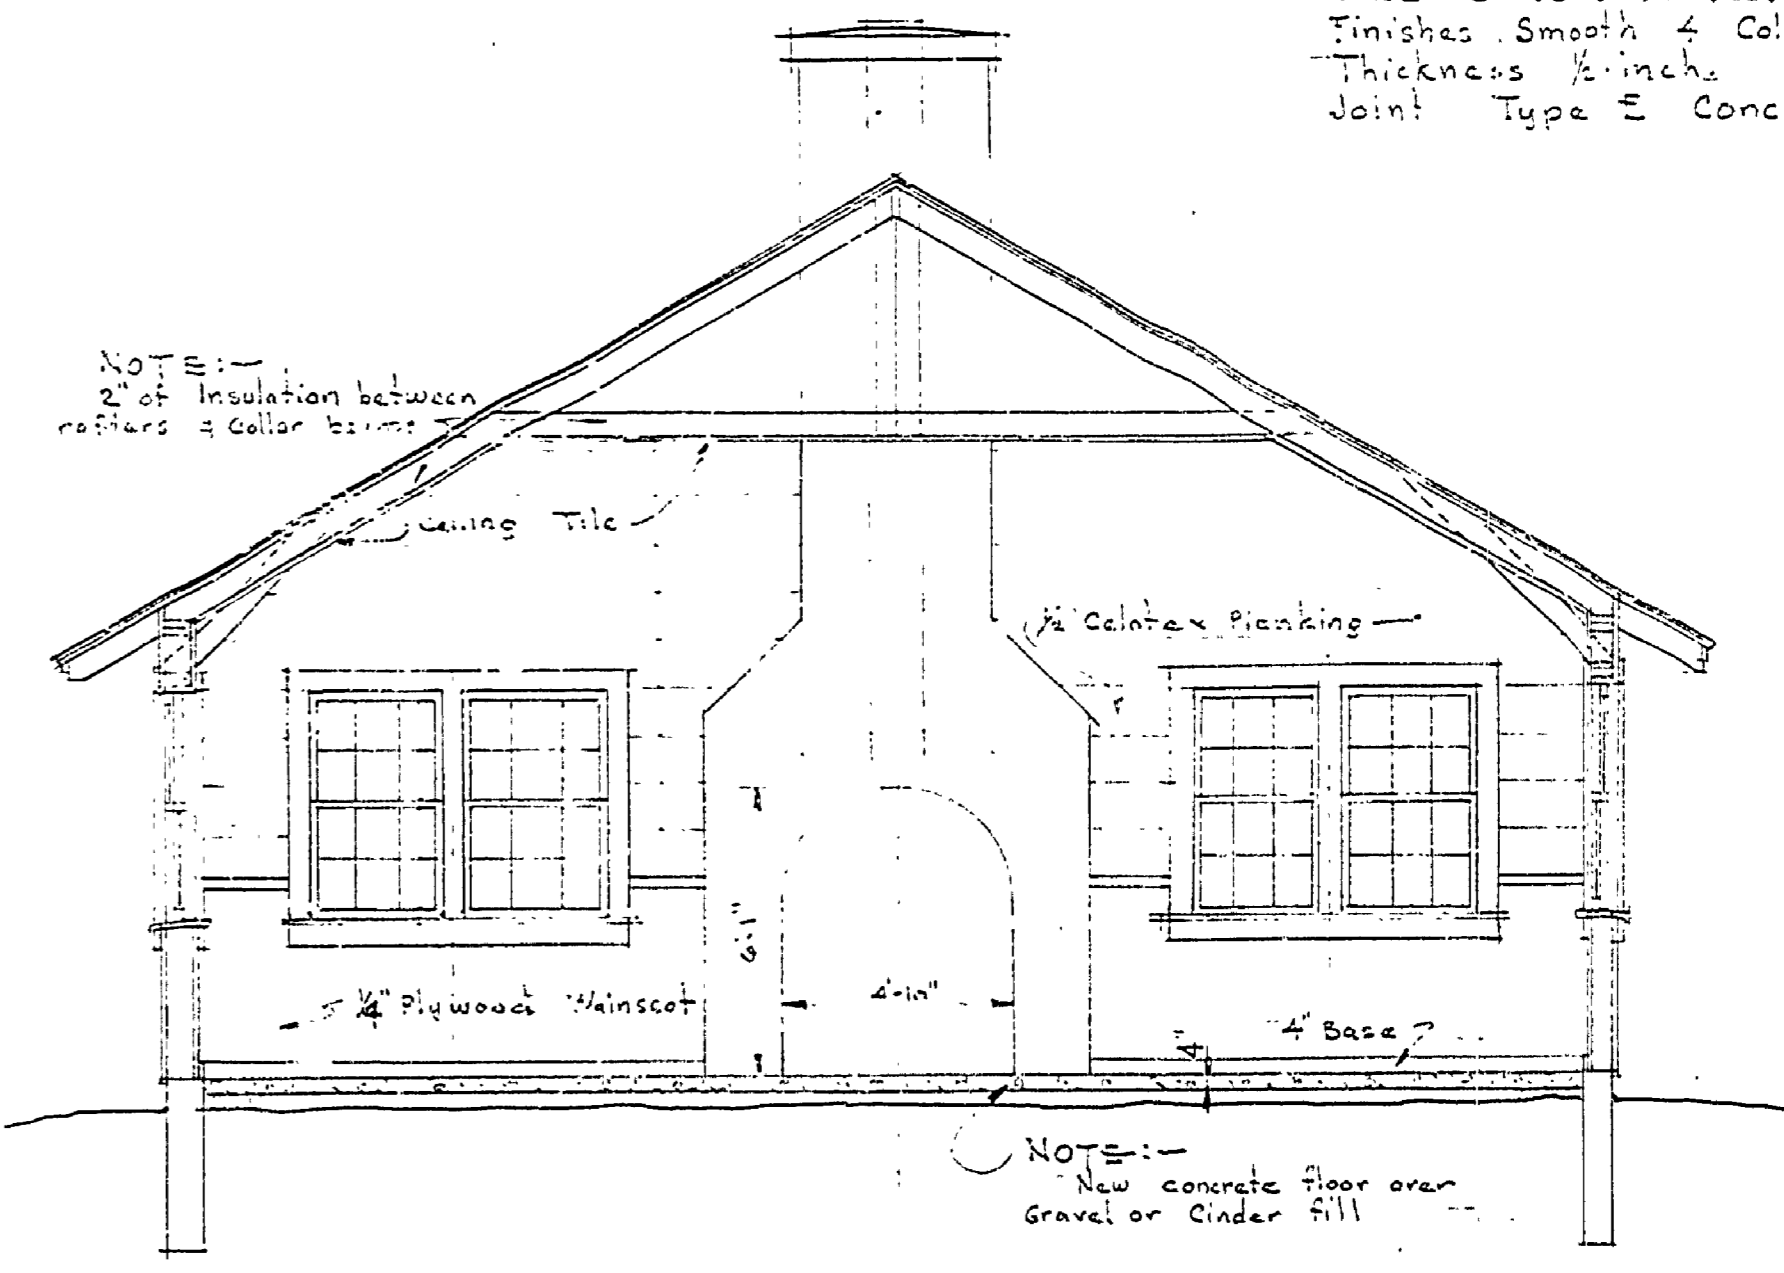 Finishes Smooth & Col
Thickness ½ inch
Joint Type E Conc
NOTE:—
2" of Insulation between
rafters & Collar beams
Ceiling Tile
½" Celotex Planking
6'-1"
¼" Plywood Wainscot
4" Base
4"
NOTE:—
New concrete floor over
Gravel or Cinder fill